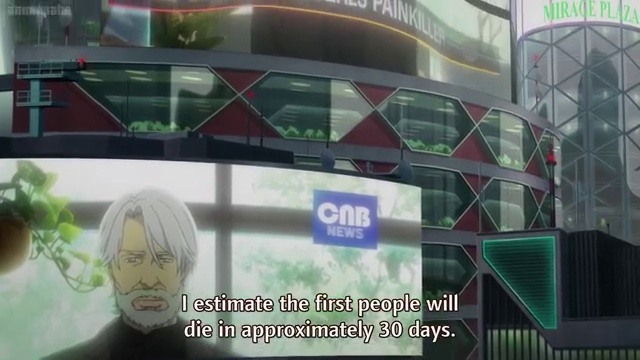 PAINKILLER
MIRAGE PLAZA
CNB
NEWS
I estimate the first people will
die in approximately 30 days.